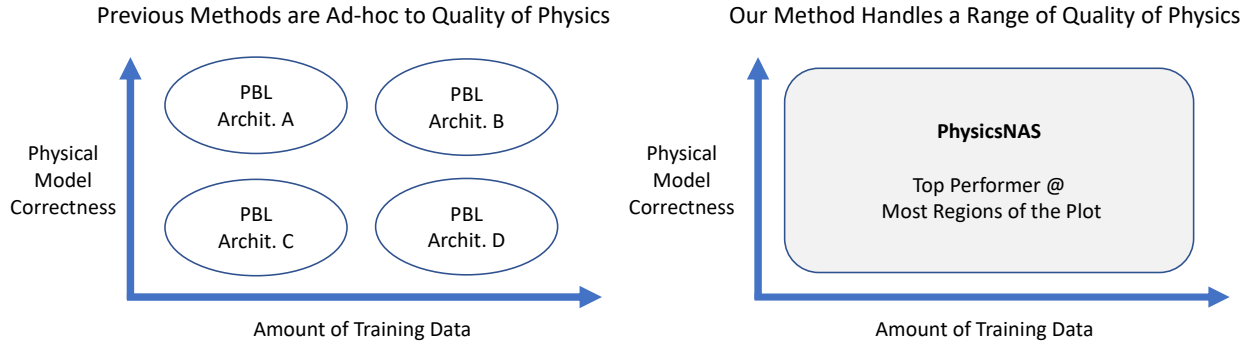 Previous Methods are Ad-hoc to Quality of Physics
PBL
Archit. A
PBL
Archit. B
Physical
Model
Correctness
PBL
Archit. C
PBL
Archit. D
Amount of Training Data
Our Method Handles a Range of Quality of Physics
PhysicsNAS
Physical
Model
Correctness
Top Performer @
Most Regions of the Plot
Amount of Training Data